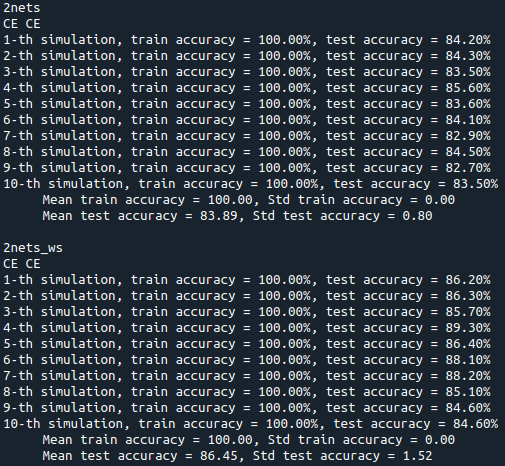 2nets
CE CE
1-th simulation, train accuracy = 100.00%, test accuracy = 84.20%
2-th simulation, train accuracy = 100.00%, test accuracy = 84.30%
3-th simulation, train accuracy = 100.00%, test accuracy = 83.50%
4-th simulation, train accuracy = 100.00%, test accuracy = 85.60%
5-th simulation, train accuracy = 100.00%, test accuracy = 83.60%
6-th simulation, train accuracy = 100.00%, test accuracy = 84.10%
7-th simulation, train accuracy = 100.00%, test accuracy = 82.90%
8-th simulation, train accuracy = 100.00%, test accuracy = 84.50%
9-th simulation, train accuracy = 100.00%, test accuracy = 82.70%
10-th simulation, train accuracy = 100.00%, test accuracy = 83.50%
Mean train accuracy = 100.00, Std train accuracy = 0.00
Mean test accuracy = 83.89, Std test accuracy = 0.80

2nets_ws
CE CE
1-th simulation, train accuracy = 100.00%, test accuracy = 86.20%
2-th simulation, train accuracy = 100.00%, test accuracy = 86.30%
3-th simulation, train accuracy = 100.00%, test accuracy = 85.70%
4-th simulation, train accuracy = 100.00%, test accuracy = 89.30%
5-th simulation, train accuracy = 100.00%, test accuracy = 86.40%
6-th simulation, train accuracy = 100.00%, test accuracy = 88.10%
7-th simulation, train accuracy = 100.00%, test accuracy = 88.20%
8-th simulation, train accuracy = 100.00%, test accuracy = 85.10%
9-th simulation, train accuracy = 100.00%, test accuracy = 84.60%
10-th simulation, train accuracy = 100.00%, test accuracy = 84.60%
Mean train accuracy = 100.00, Std train accuracy = 0.00
Mean test accuracy = 86.45, Std test accuracy = 1.52